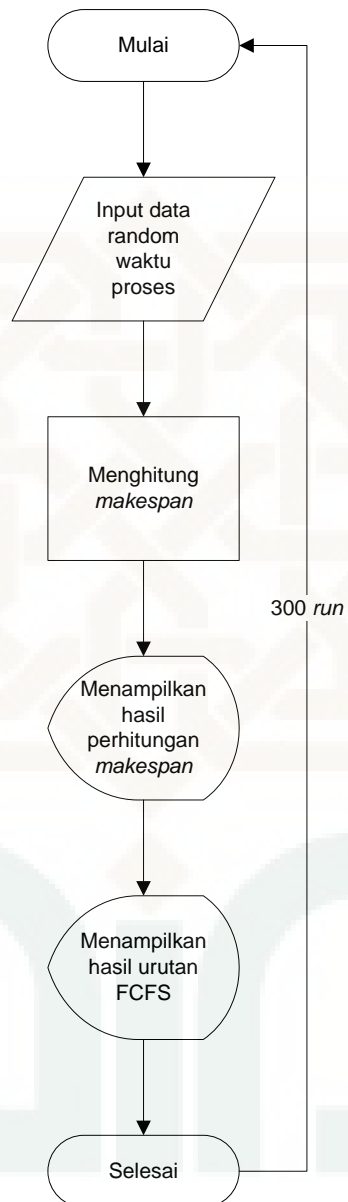 Mulai
Input data
random
waktu
proses
Menghitung
makespan
300 run
Menampilkan
hasil
perhitungan
makespan
Menampilkan
hasil urutan
FCFS
Selesai